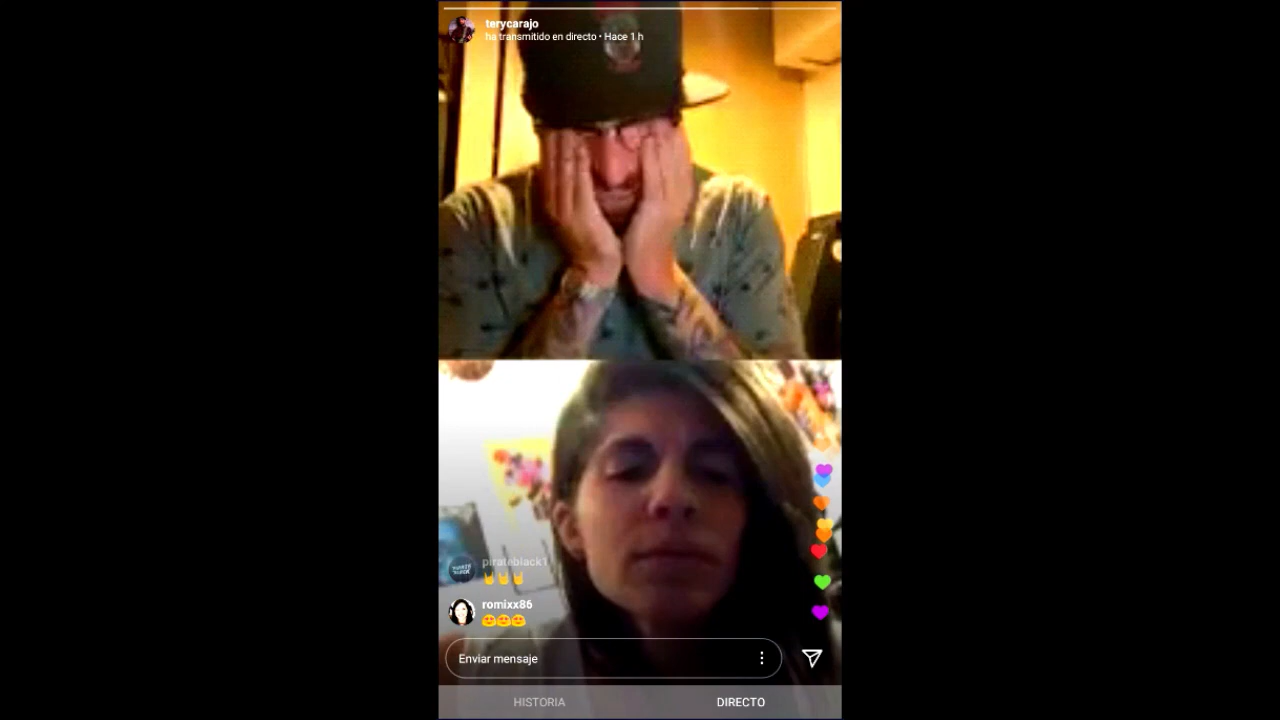 terycarajo
ha transmitido en directo • Hace 1 h
pirateblack1
romixx86
Enviar mensaje
HISTORIA
DIRECTO